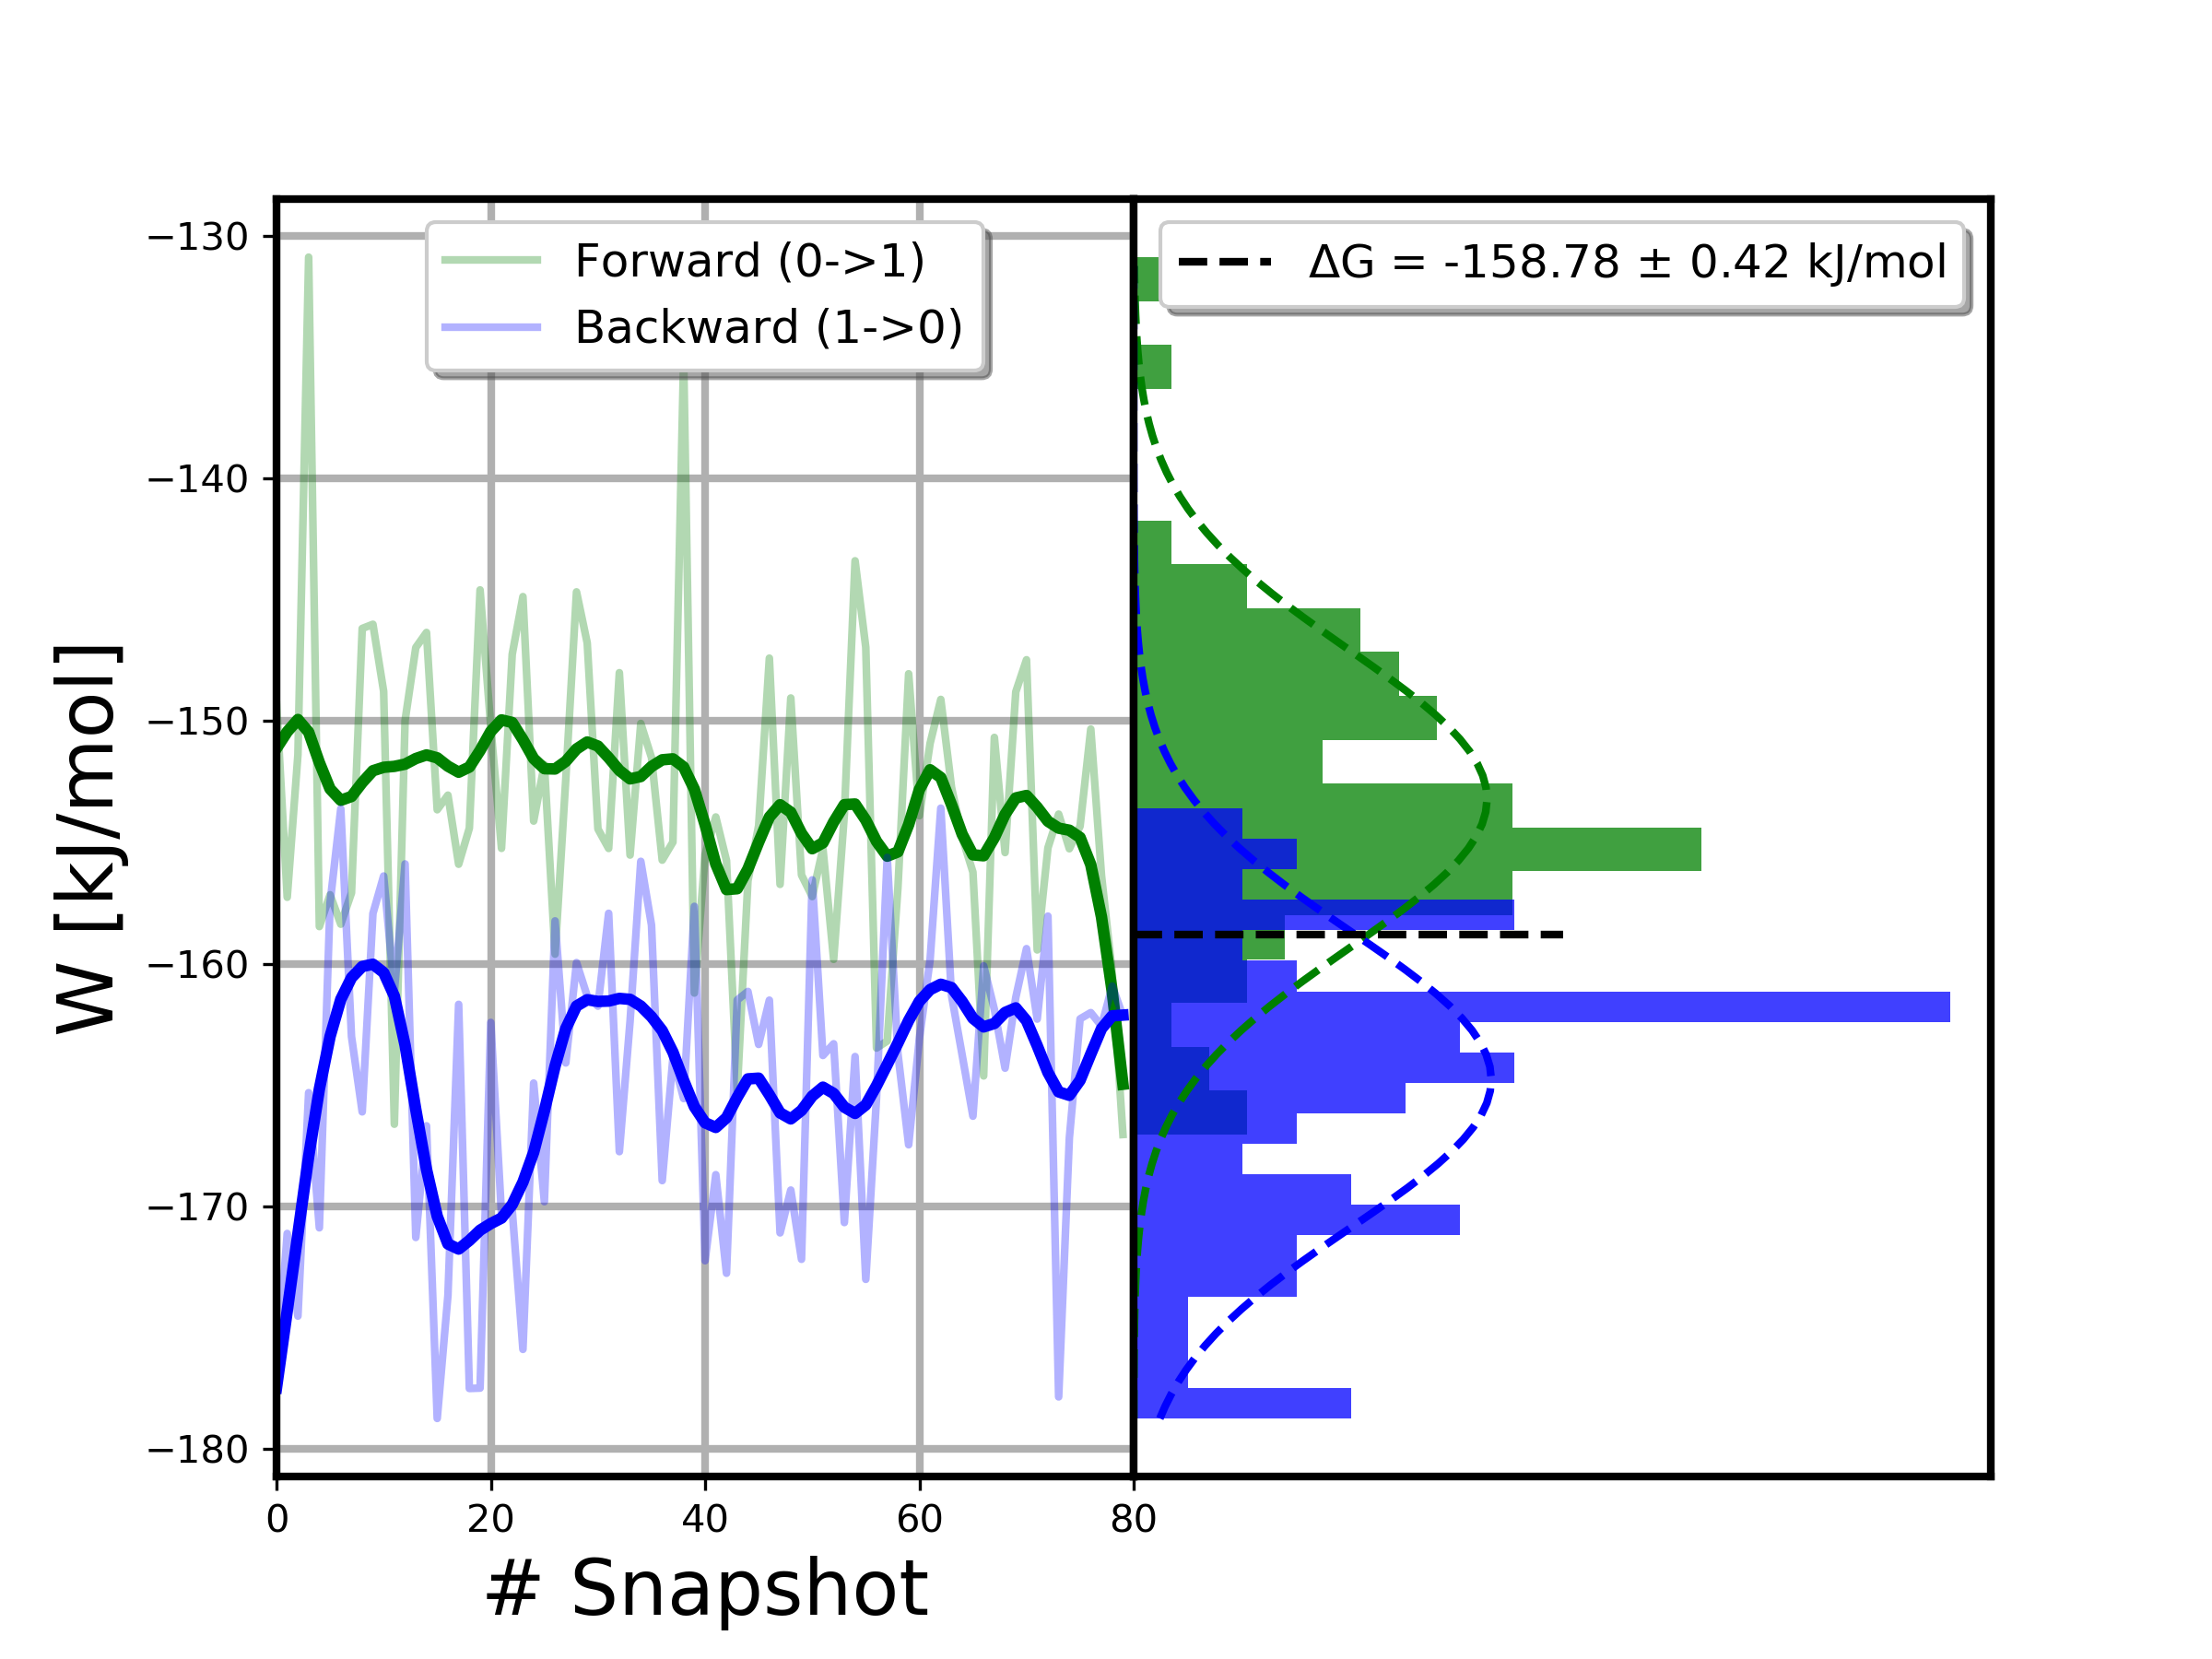 Forward (0->1)
Backward (1->0)
ΔG = -158.78 ± 0.42 kJ/mol
−130
−140
−150
−160
−170
−180
W [kJ/mol]
0 20 40 60 80
# Snapshot